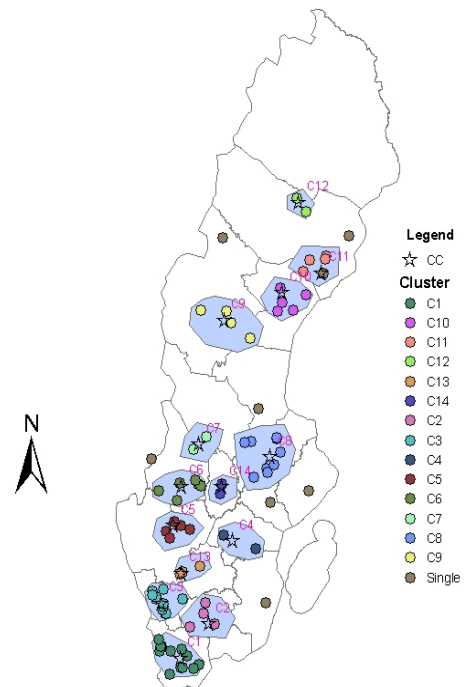 C12
C11
C10
C9
C7
C8
C6
C14
C5
C4
C13
C3
C2
C1
N
Legend
CC
Cluster
C1
C10
C11
C12
C13
C14
C2
C3
C4
C5
C6
C7
C8
C9
Single